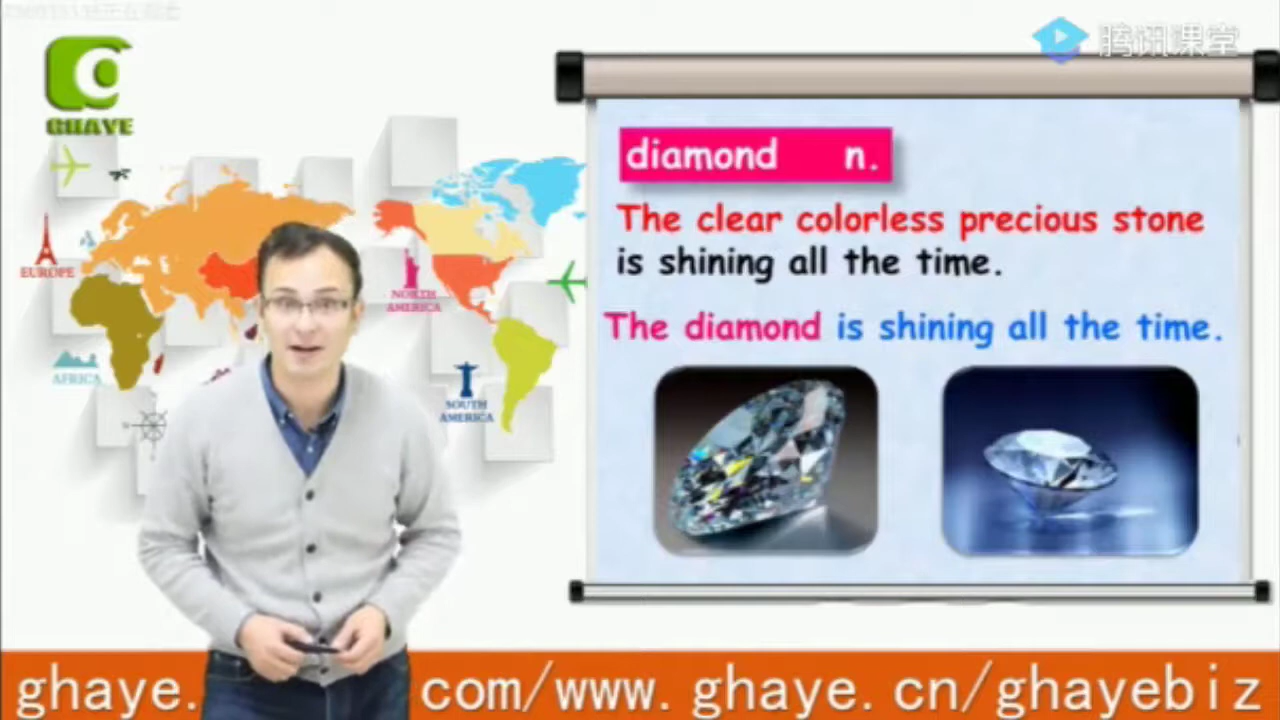 腾讯课堂
GHAYE
diamond n.
The clear colorless precious stone
is shining all the time.
The diamond is shining all the time.
EUROPE
NORTH
AMERICA
AFRICA
SOUTH
AMERICA
ghaye.com/www.ghaye.cn/ghayebiz